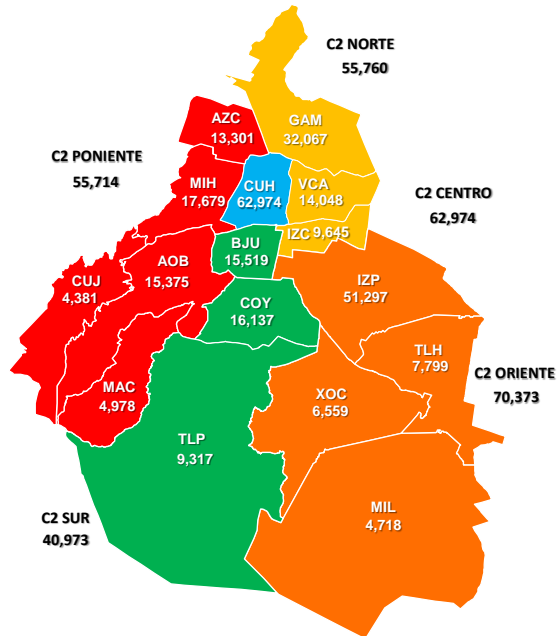 C2 NORTE
55,760
GAM
32,067
AZC
13,301
C2 PONIENTE
55,714
MIH
17,679
CUH
62,974
VCA
14,048
C2 CENTRO
62,974
IZC 9,645
BJU
15,519
AOB
15,375
CUJ
4,381
IZP
51,297
COY
16,137
TLH
7,799
C2 ORIENTE
70,373
MAC
4,978
XOC
6,559
TLP
9,317
MIL
4,718
C2 SUR
40,973